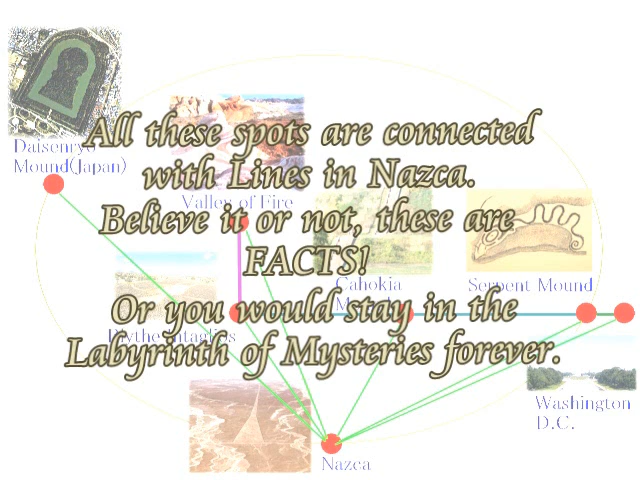 Daisenryo
Mound(Japan)
All these spots are connected
with Lines in Nazca.
Valley of Fire
Believe it or not, these are
FACTS!
Cahokia
Serpent Mound
Or you would stay in the
Labyrinth of Mysteries forever.
Washington
D.C.
Nazca